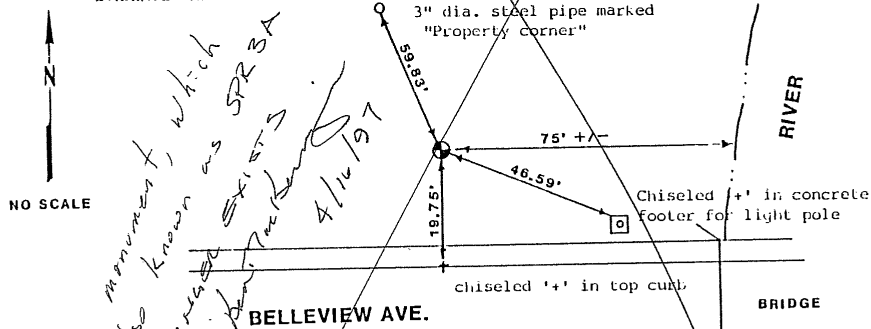 3" dia. steel pipe marked
"Property corner"
N
59.83'
RIVER
75' +/-
46.59'
NO SCALE
19.75'
Chiseled '+' in concrete
footer for light pole
chiseled '+' in top curb
BELLEVIEW AVE.
BRIDGE
monument, which
known as SPR3A
EXISTS
4/16/97